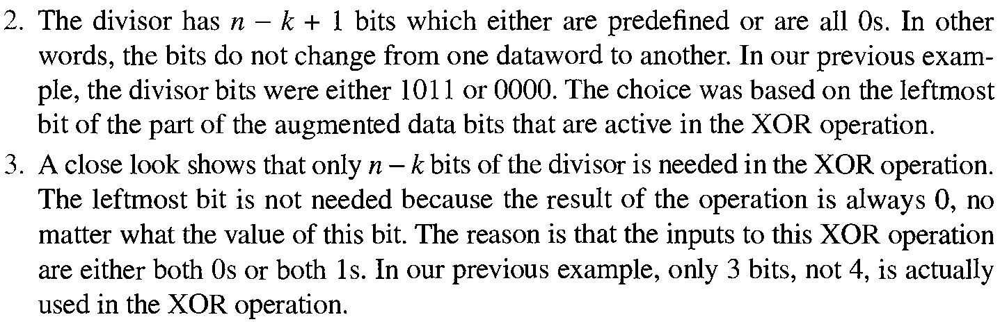 2. The divisor has n – k + 1 bits which either are predefined or are all 0s. In other
words, the bits do not change from one dataword to another. In our previous exam-
ple, the divisor bits were either 1011 or 0000. The choice was based on the leftmost
bit of the part of the augmented data bits that are active in the XOR operation.
3. A close look shows that only n – k bits of the divisor is needed in the XOR operation.
The leftmost bit is not needed because the result of the operation is always 0, no
matter what the value of this bit. The reason is that the inputs to this XOR operation
are either both 0s or both 1s. In our previous example, only 3 bits, not 4, is actually
used in the XOR operation.